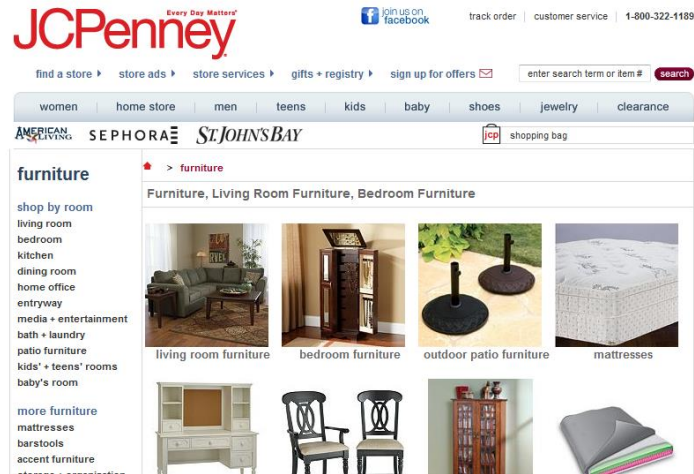 Every Day Matters®
JCPenney
join us on
facebook
track order
customer service
1-800-322-1189
find a store
store ads
store services
gifts + registry
sign up for offers
enter search term or item #
search
women
home store
men
teens
kids
baby
shoes
jewelry
clearance
AMERICAN
LIVING
SEPHORA
ST. JOHN'S BAY
jcp
shopping bag
furniture
> furniture
Furniture, Living Room Furniture, Bedroom Furniture
shop by room
living room
bedroom
kitchen
dining room
home office
entryway
media + entertainment
bath + laundry
patio furniture
kids' + teens' rooms
baby's room
more furniture
mattresses
barstools
accent furniture
storage + organization
living room furniture
bedroom furniture
outdoor patio furniture
mattresses